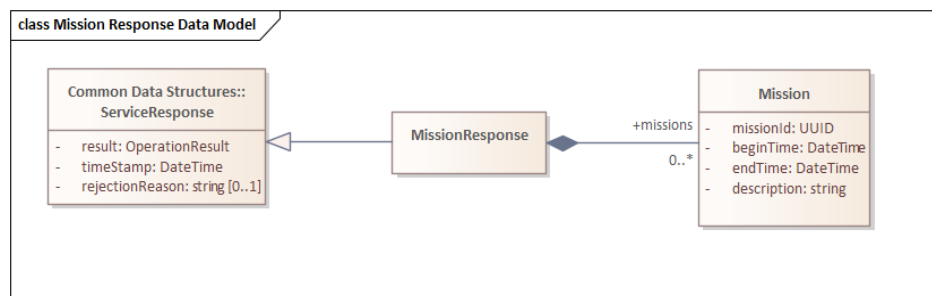 class Mission Response Data Model
Common Data Structures::
ServiceResponse
- result: OperationResult
- timeStamp: DateTime
- rejectionReason: string [0..1]
MissionResponse
+missions
0..*
Mission
- missionId: UUID
- beginTime: DateTime
- endTime: DateTime
- description: string